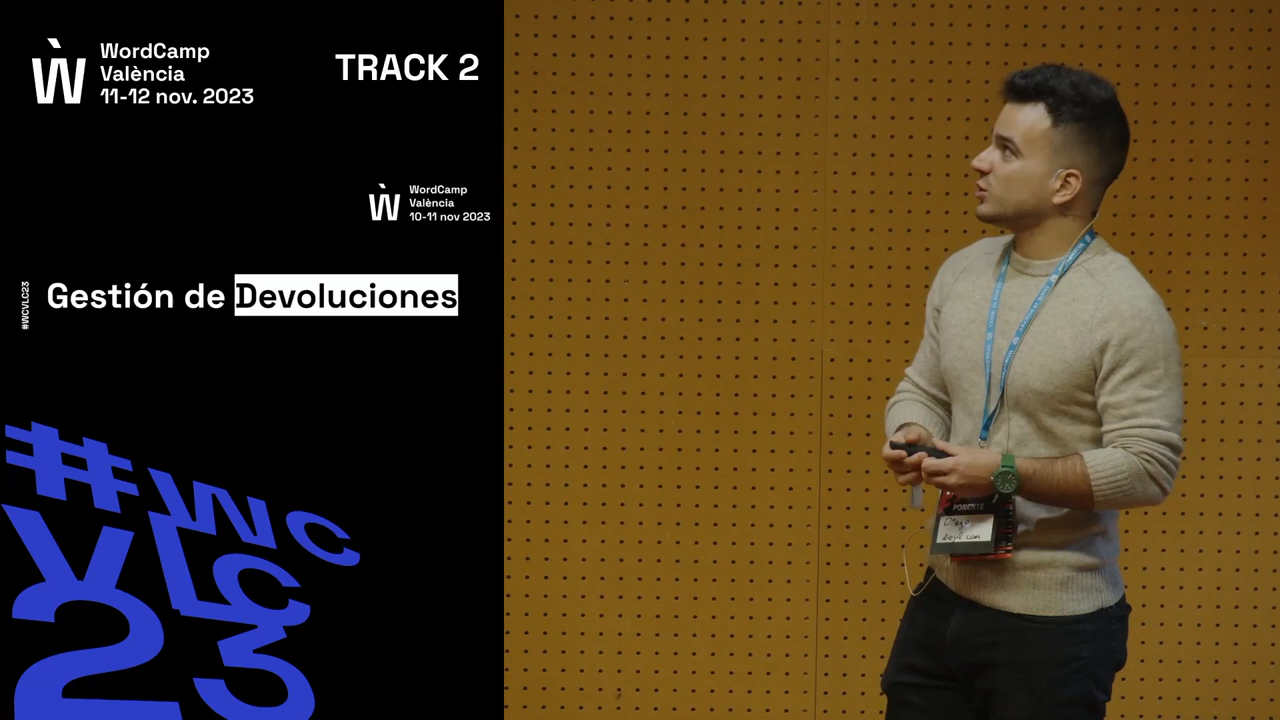 WordCamp
València
11-12 nov. 2023
TRACK 2
WordCamp
València
10-11 nov 2023
#WCVLC23
Gestión de Devoluciones
#WC
VLC
23
PONENTE
Diego